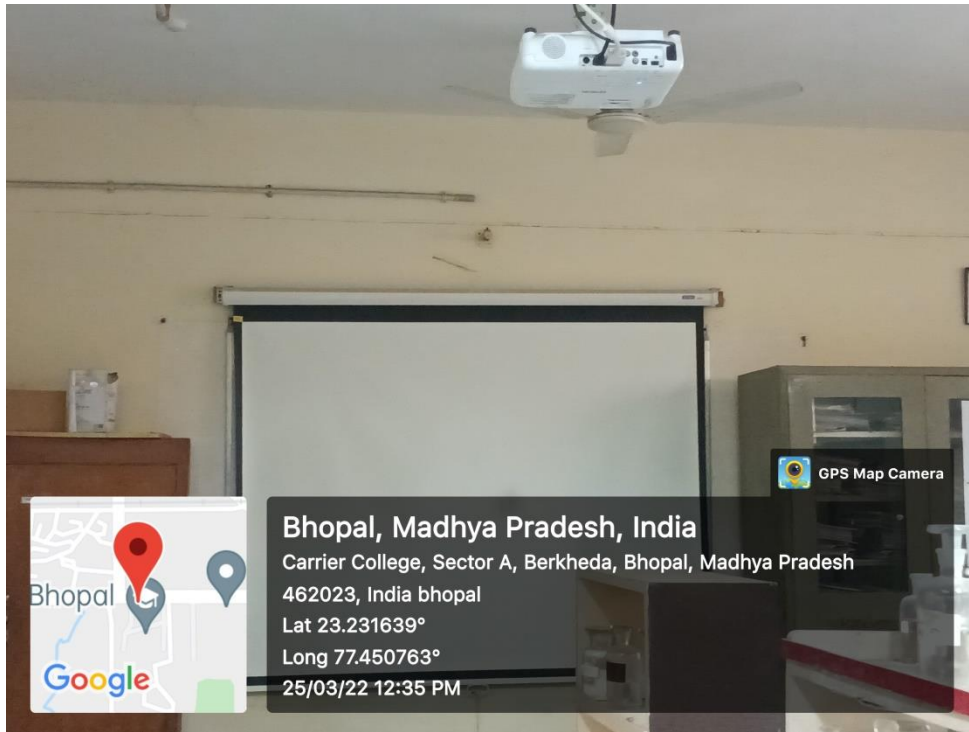 GPS Map Camera
Bhopal, Madhya Pradesh, India
Carrier College, Sector A, Berkheda, Bhopal, Madhya Pradesh
462023, India bhopal
Lat 23.231639°
Long 77.450763°
25/03/22 12:35 PM
Bhopal
Google